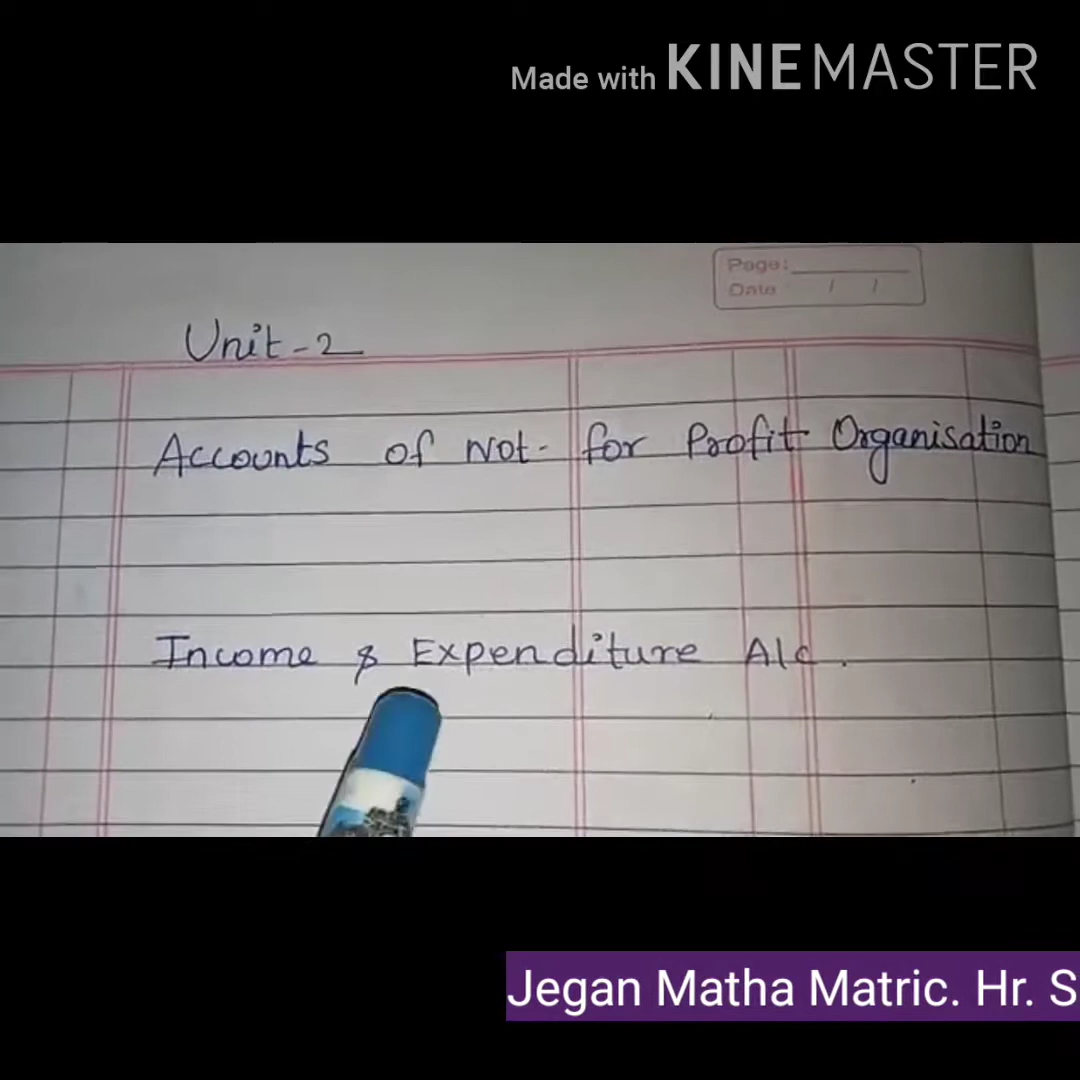 Made with KINEMASTER
Page:
Date / /
Unit-2
Accounts of Not-for Profit Organisation
Income & Expenditure A/c.
Jegan Matha Matric. Hr. S